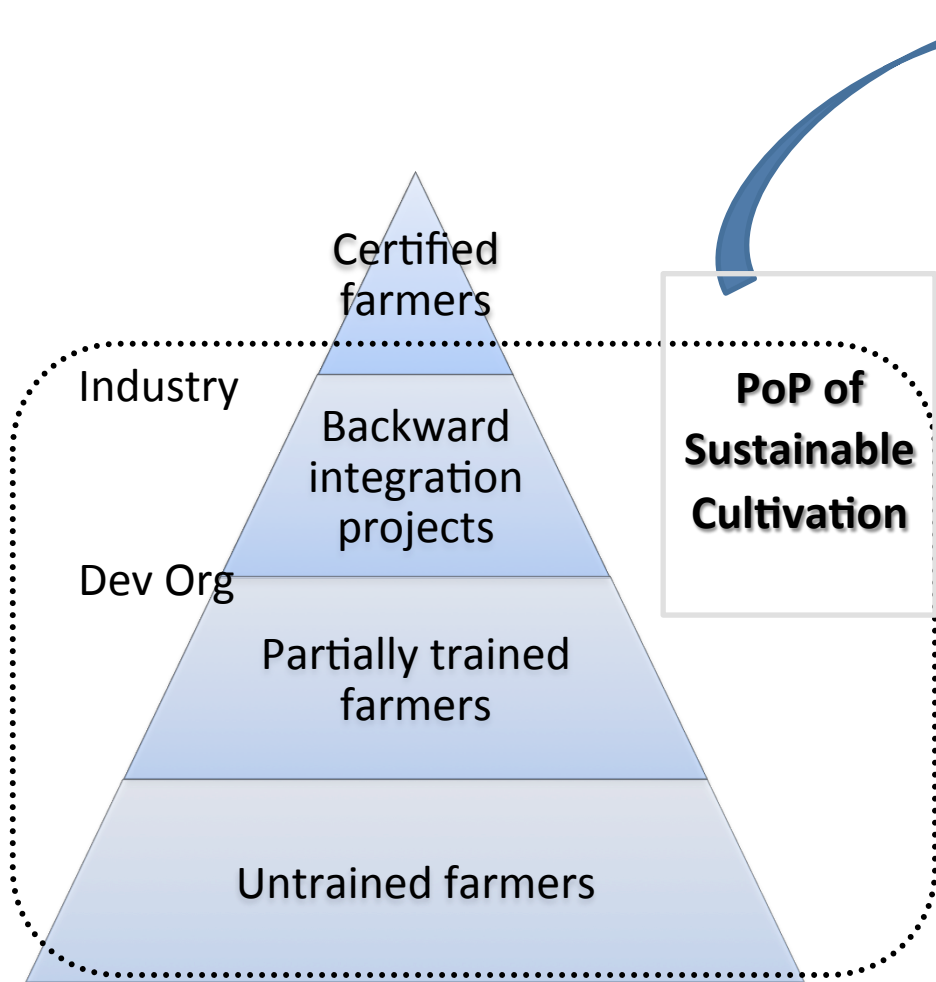 Certified
farmers
Industry
Backward
integration
projects
Dev Org
Partially trained
farmers
Untrained farmers
PoP of
Sustainable
Cultivation